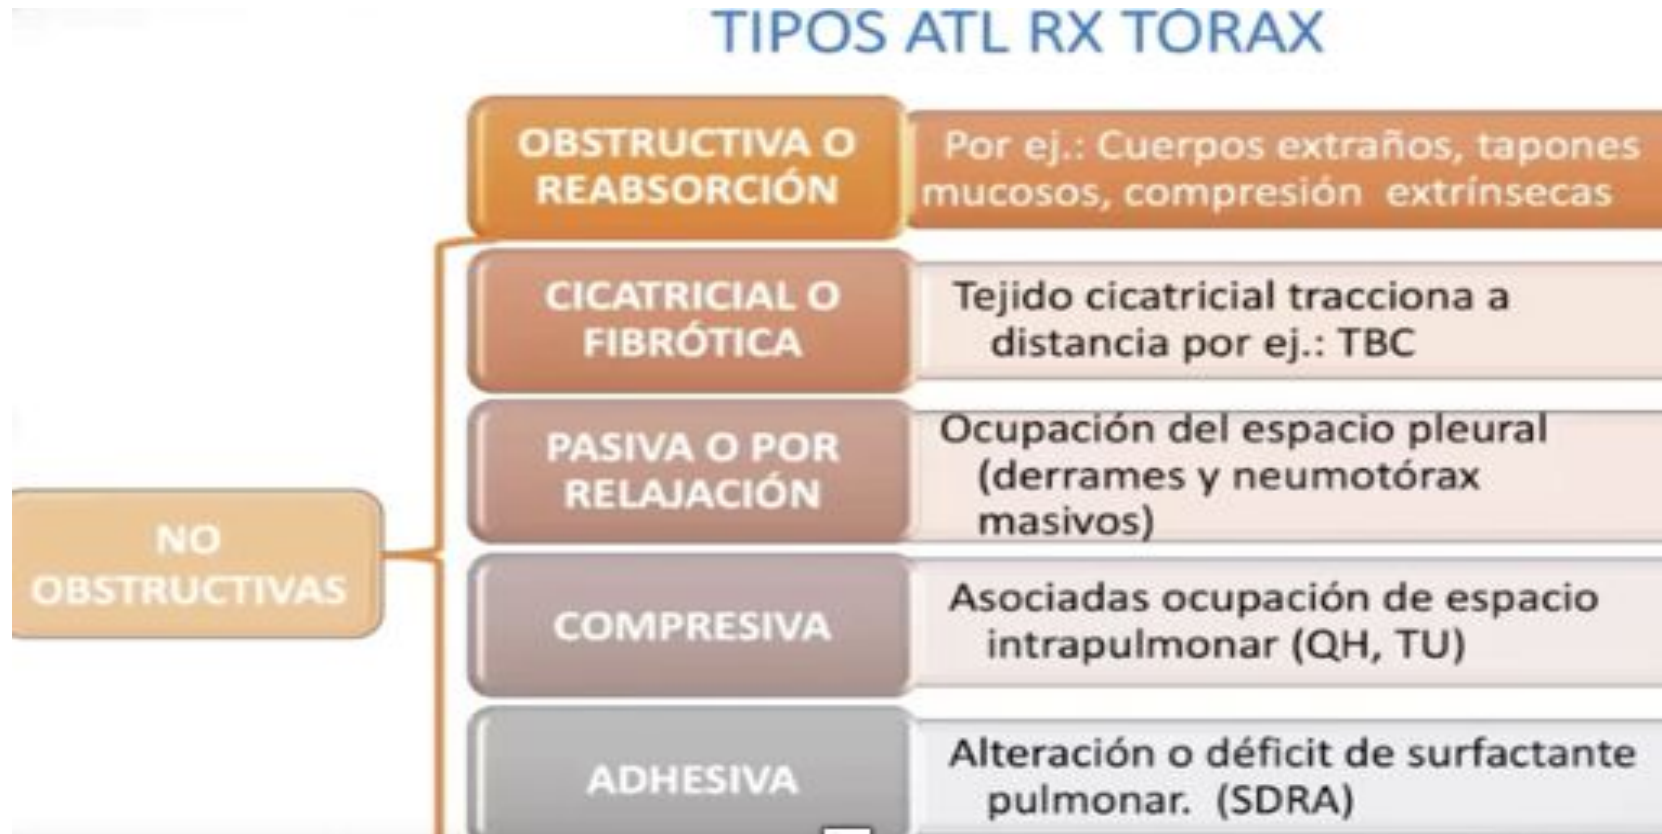 TIPOS ATL RX TORAX
OBSTRUCTIVA O
REABSORCIÓN
Por ej.: Cuerpos extraños, tapones
mucosos, compresión extrínsecas
CICATRICIAL O
FIBRÓTICA
Tejido cicatricial tracciona a
distancia por ej.: TBC
PASIVA O POR
RELAJACIÓN
Ocupación del espacio pleural
(derrames y neumotórax
masivos)
NO
OBSTRUCTIVAS
COMPRESIVA
Asociadas ocupación de espacio
intrapulmonar (QH, TU)
ADHESIVA
Alteración o déficit de surfactante
pulmonar. (SDRA)